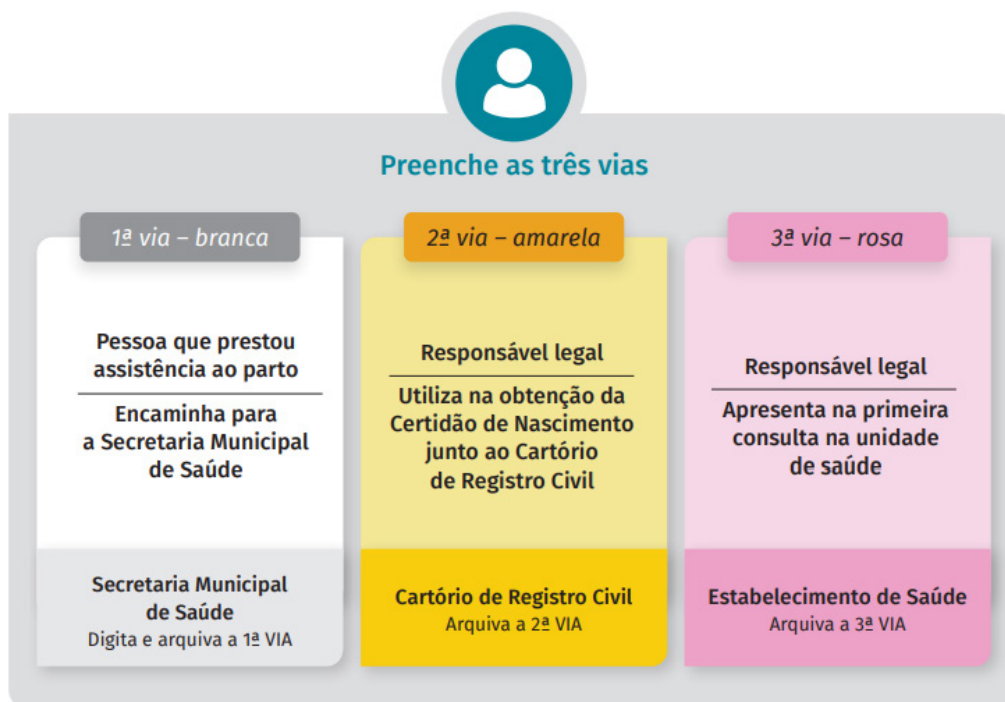 Preenche as três vias
1ª via – branca
Pessoa que prestou
assistência ao parto
Encaminha para
a Secretaria Municipal
de Saúde
Secretaria Municipal
de Saúde
Digita e arquiva a 1ª VIA
2ª via – amarela
Responsável legal
Utiliza na obtenção da
Certidão de Nascimento
junto ao Cartório
de Registro Civil
Cartório de Registro Civil
Arquiva a 2ª VIA
3ª via – rosa
Responsável legal
Apresenta na primeira
consulta na unidade
de saúde
Estabelecimento de Saúde
Arquiva a 3ª VIA